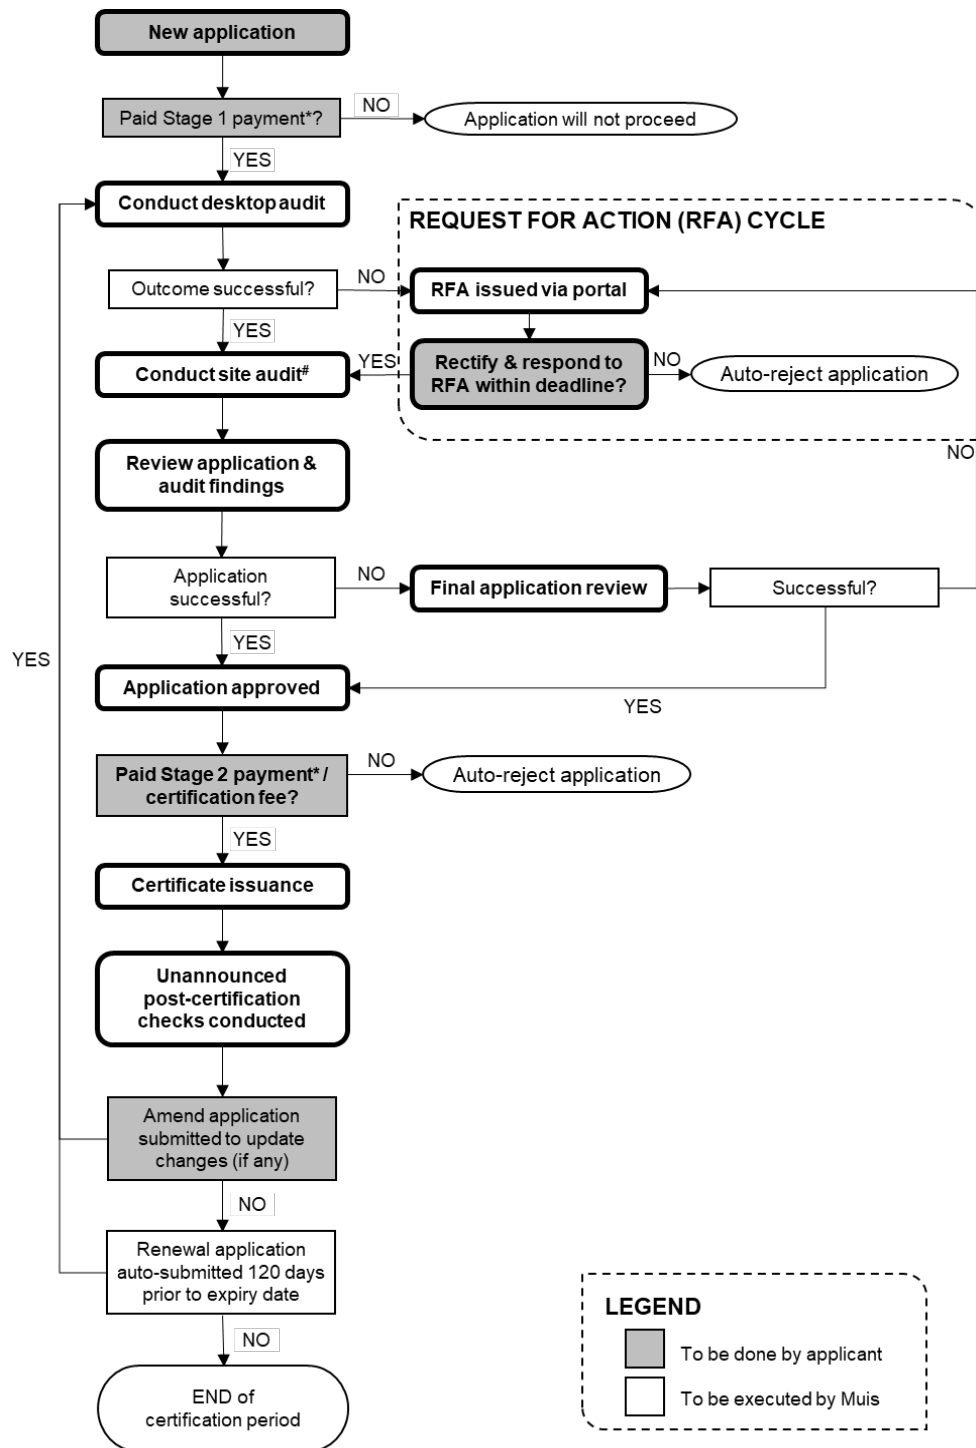 New application
Paid Stage 1 payment*?
NO
Application will not proceed
YES
Conduct desktop audit
REQUEST FOR ACTION (RFA) CYCLE
Outcome successful?
NO
RFA issued via portal
YES
Conduct site audit#
YES
Rectify & respond to
RFA within deadline?
NO
Auto-reject application
Review application &
audit findings
NO
Application
successful?
NO
Final application review
Successful?
YES
YES
Application approved
YES
Paid Stage 2 payment* /
certification fee?
NO
Auto-reject application
YES
Certificate issuance
Unannounced
post-certification
checks conducted
Amend application
submitted to update
changes (if any)
NO
Renewal application
auto-submitted 120 days
prior to expiry date
NO
END of
certification period
LEGEND
To be done by applicant
To be executed by Muis